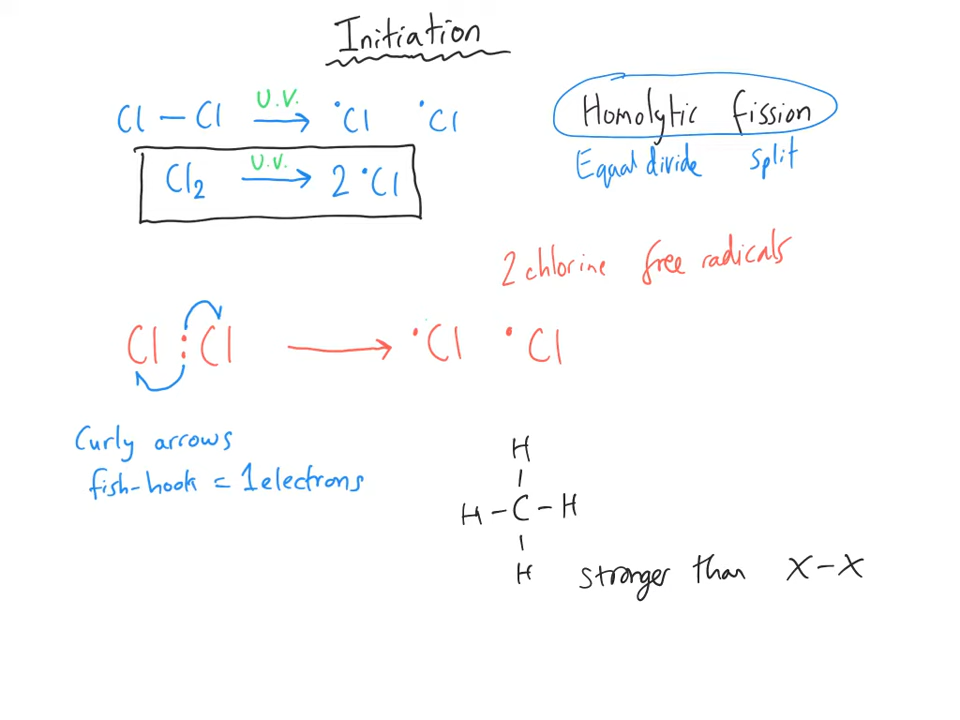 Initiation
Cl — Cl U.V. → •Cl •Cl
Homolytic fission
Equal divide split
Cl₂ U.V. → 2 •Cl
2 chlorine free radicals
Cl : Cl → •Cl •Cl
Curly arrows
fish-hook = 1 electrons
H
H – C – H
H stronger than X – X